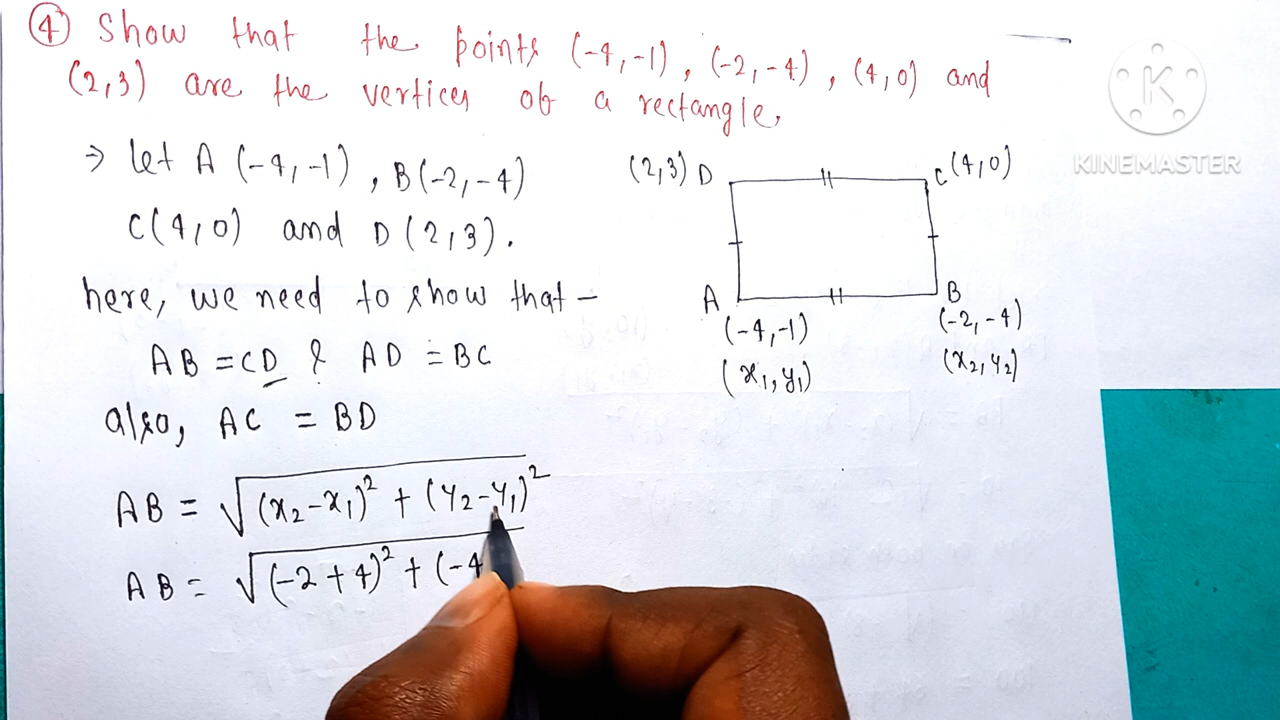 ④ Show that the points (-4,-1), (-2,-4), (4,0) and
(2,3) are the vertices of a rectangle.
⇒ let A (-4,-1), B(-2,-4)
C(4,0) and D(2,3).
here, we need to show that –
AB = CD & AD = BC
also, AC = BD
AB = √(x₂-x₁)² + (y₂-y₁)²
AB = √(-2+4)² + (-4
(2,3) D
C (4,0)
A
B
(-4,-1)
(-2,-4)
(x₁,y₁)
(x₂,y₂)
K
KINEMASTER